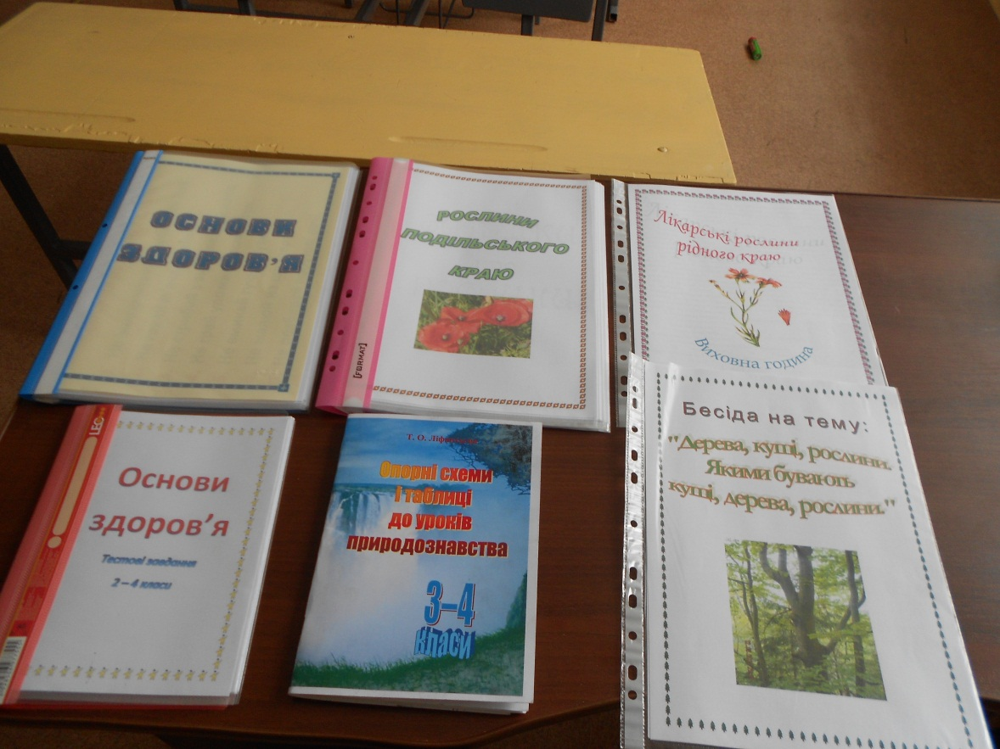 ОСНОВИ
ЗДОРОВ'Я
РОСЛИНИ
ПОДІЛЬСЬКОГО
КРАЮ
[FORMAT]
Лікарські рослини
рідного краю
Виховна година
LEO
Основи
здоров'я
Тестові завдання
2 – 4 класи
Т. О.
Опорні схеми
і таблиці
до уроків
природознавства
3–4
класи
Бесіда на тему:
"Дерева, кущі, рослини.
Якими бувають
кущі, дерева, рослини."